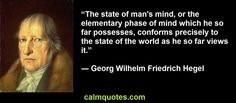 “The state of man's mind, or the
elementary phase of mind which he so
far possesses, conforms precisely to
the state of the world as he so far views
it.”
— Georg Wilhelm Friedrich Hegel
calmquotes.com